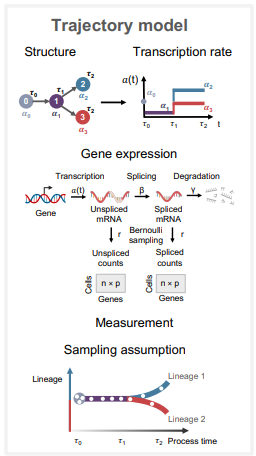 Trajectory model
Structure
Transcription rate
τ₀ τ₁ τ₂
0 1 2
α₀ α₁ α₂
τ₂
3
α₃
α(t)
α₀ α₁ α₂
α₃
τ₀ τ₁ τ₂ t
Gene expression
Transcription Splicing Degradation
α(t) β γ
Gene Unspliced mRNA Spliced mRNA
r Bernoulli sampling r
Unspliced counts Spliced counts
Cells n × p Cells n × p
Genes Genes
Measurement
Sampling assumption
Lineage Lineage 1
Lineage 2
τ₀ τ₁ τ₂ Process time